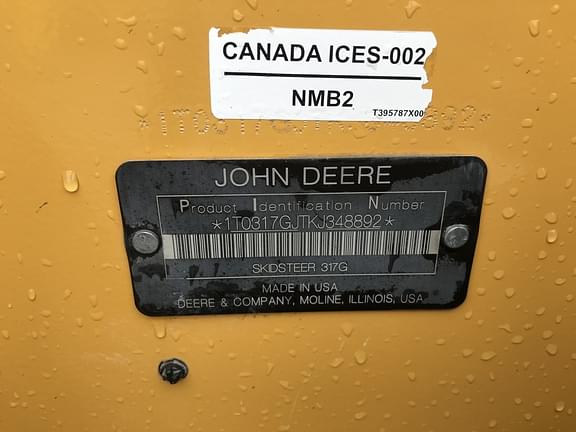 CANADA ICES-002
NMB2
T395787X00
JOHN DEERE
Product Identification Number
*1T0317GJTKJ348892*
SKIDSTEER 317G
MADE IN USA
DEERE & COMPANY, MOLINE, ILLINOIS, USA